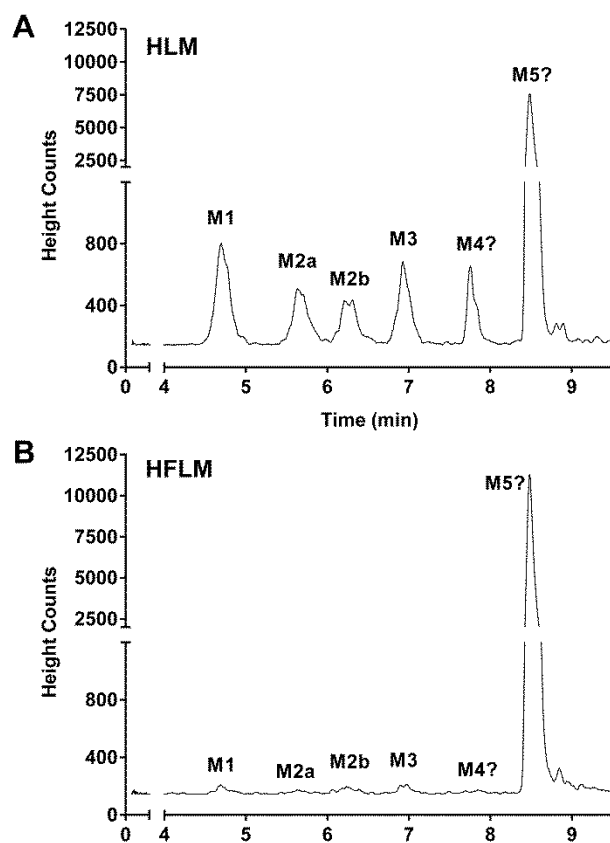 A
HLM
12500
10000
7500
5000
2500
800
400
0
Height Counts
M1
M2a
M2b
M3
M4?
M5?
0 4 5 6 7 8 9
Time (min)
B
HFLM
12500
10000
7500
5000
2500
800
400
0
Height Counts
M1
M2a
M2b
M3
M4?
M5?
0 4 5 6 7 8 9